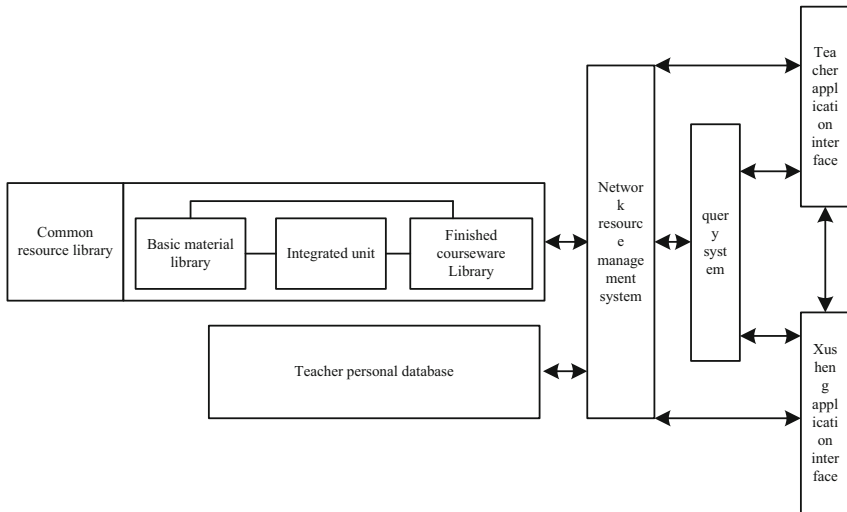 Common
resource library
Basic material
library
Integrated unit
Finished
courseware
Library
Teacher personal database
Networ
k
resourc
e
manage
ment
system
quer
y
syst
em
Tea
cher
appl
icati
on
inter
face
Xus
hen
g
appl
icati
on
inter
face